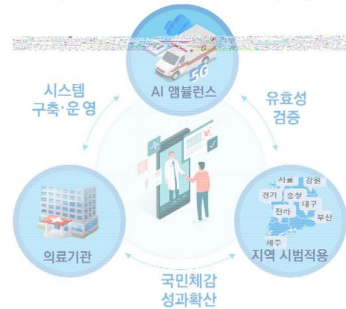 5G
AI 앰뷸런스
시스템
구축·운영
유효성
검증
서울 강원
경기 충청
대구
전라
부산
제주
의료기관
지역 시범적용
국민체감
성과확산